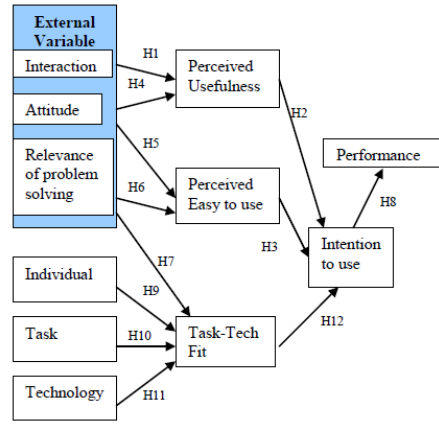 External
Variable
Interaction
Attitude
Relevance
of problem
solving
Individual
Task
Technology
H1
H4
H5
H6
H7
H9
H10
H11
Perceived
Usefulness
Perceived
Easy to use
Task-Tech
Fit
H2
H3
H12
Performance
H8
Intention
to use